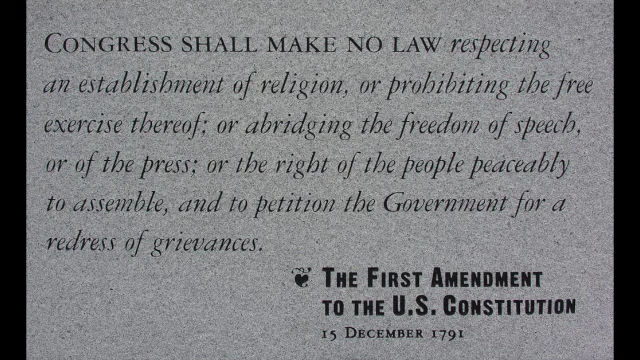 CONGRESS SHALL MAKE NO LAW respecting
an establishment of religion, or prohibiting the free
exercise thereof; or abridging the freedom of speech,
or of the press; or the right of the people peaceably
to assemble, and to petition the Government for a
redress of grievances.
THE FIRST AMENDMENT
TO THE U.S. CONSTITUTION
15 DECEMBER 1791